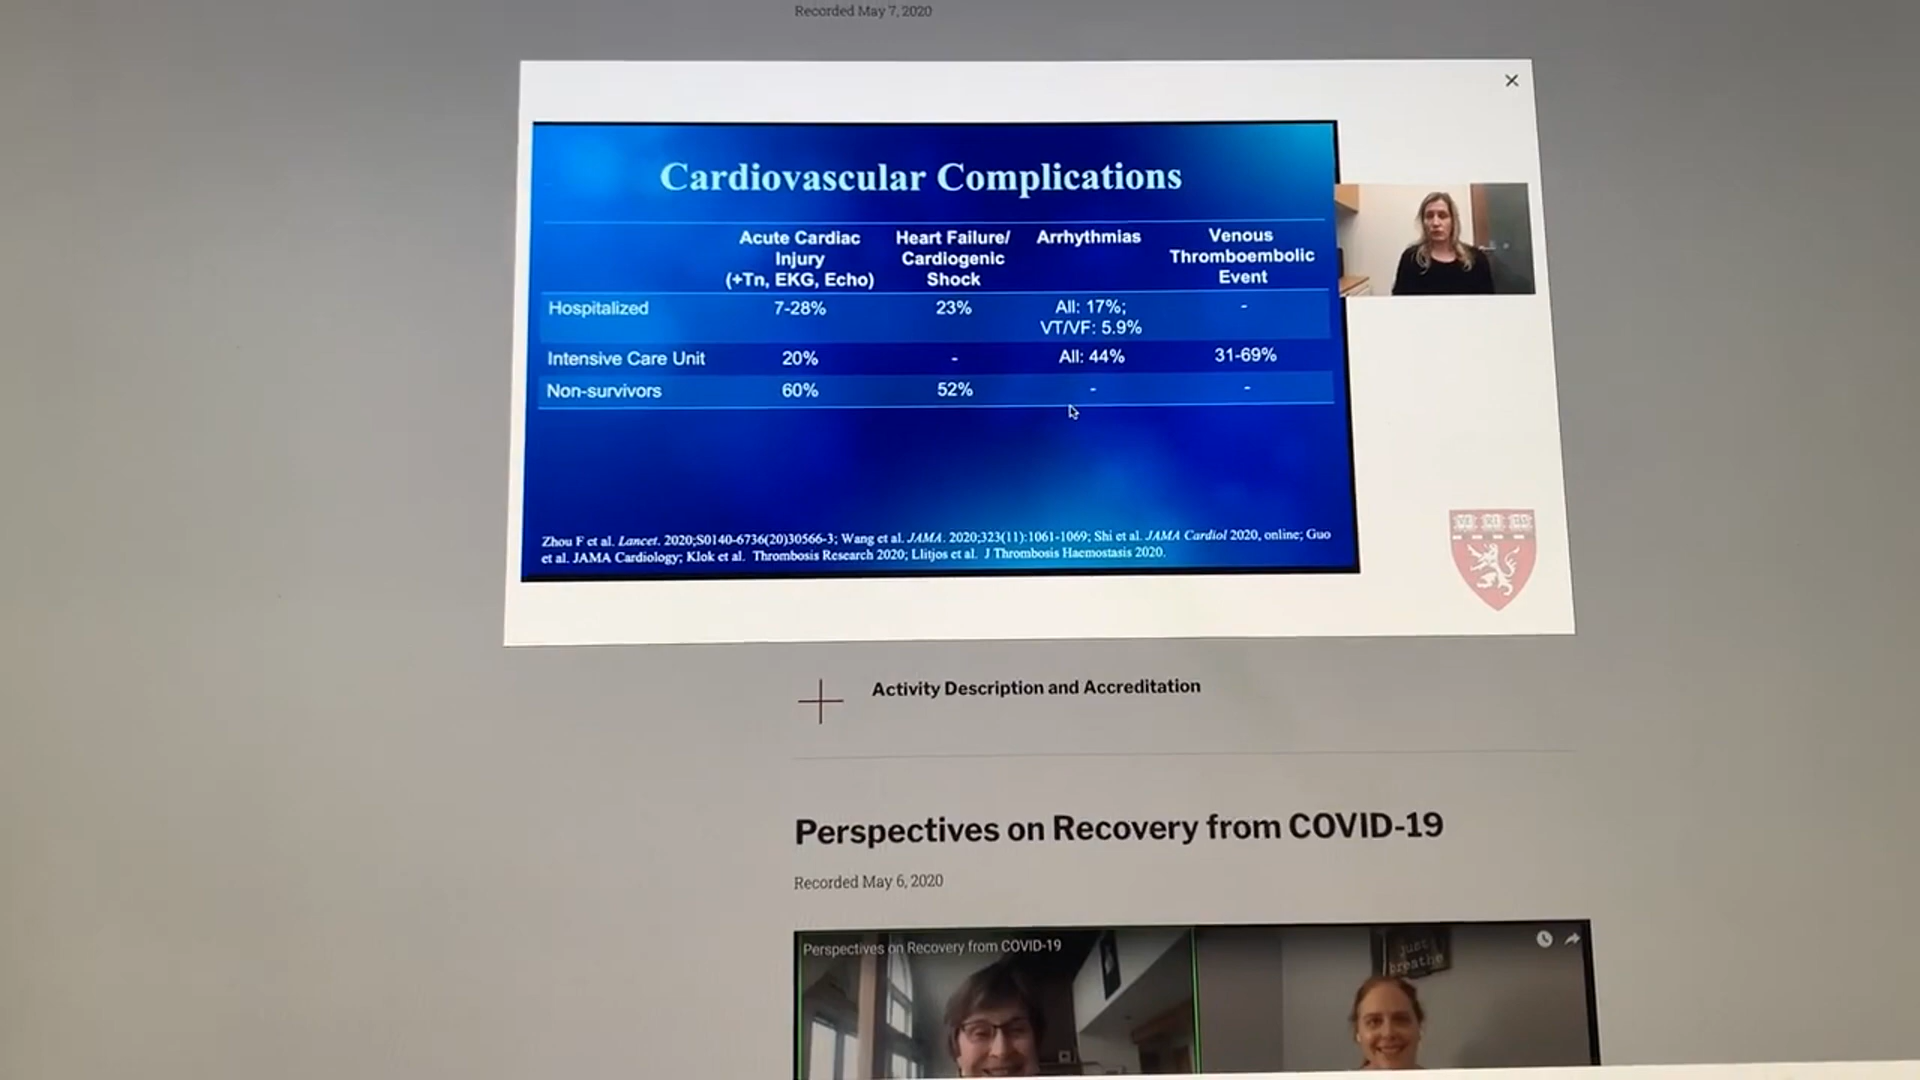 Recorded May 7, 2020
Cardiovascular Complications
Acute Cardiac Injury (+Tn, EKG, Echo)
Heart Failure/ Cardiogenic Shock
Arrhythmias
Venous Thromboembolic Event
Hospitalized 7-28% 23% All: 17%; VT/VF: 5.9% -
Intensive Care Unit 20% - All: 44% 31-69%
Non-survivors 60% 52% - -
Zhou F et al. Lancet. 2020;S0140-6736(20)30566-3; Wang et al. JAMA. 2020;323(11):1061-1069; Shi et al. JAMA Cardiol 2020, online; Guo
et al. JAMA Cardiology; Klok et al. Thrombosis Research 2020; Llitjos et al. J Thrombosis Haemostasis 2020.
VE RI TAS
Activity Description and Accreditation
Perspectives on Recovery from COVID-19
Recorded May 6, 2020
Perspectives on Recovery from COVID-19
just
breathe